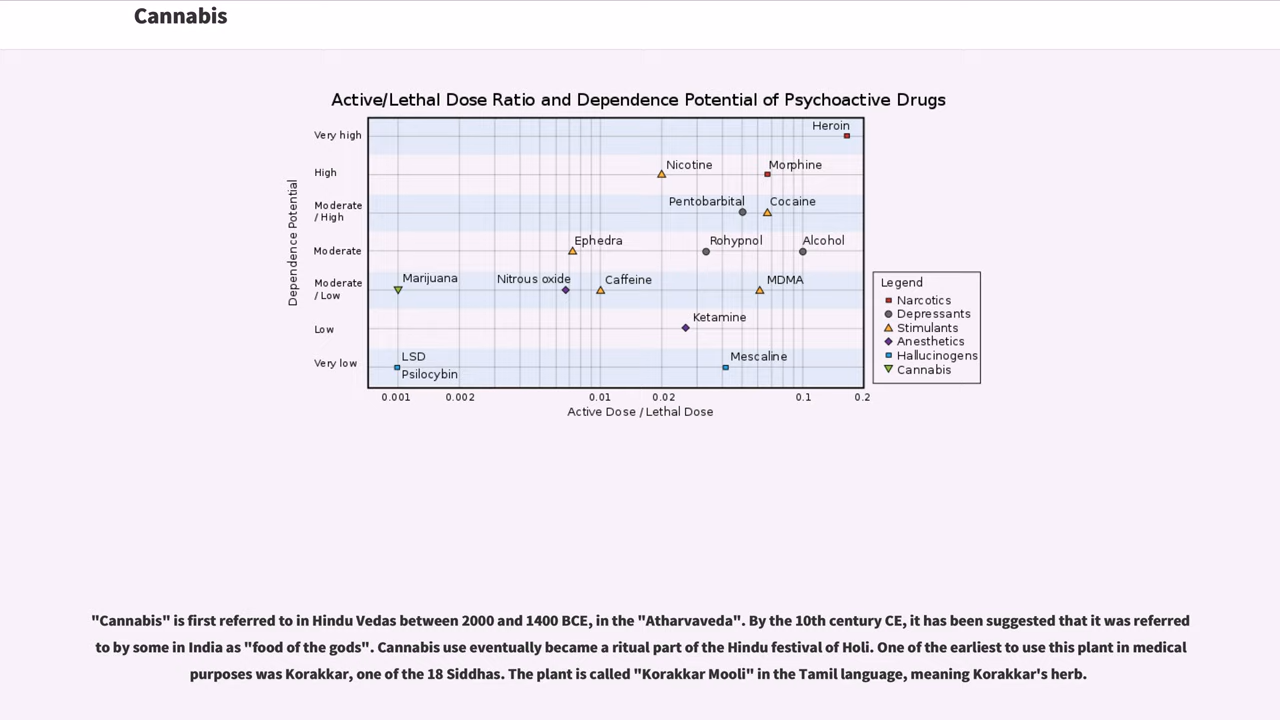 Cannabis
Active/Lethal Dose Ratio and Dependence Potential of Psychoactive Drugs
Dependence Potential
Very high
High
Moderate
/ High
Moderate
Moderate
/ Low
Low
Very low
Heroin
Nicotine
Morphine
Pentobarbital
Cocaine
Ephedra
Rohypnol
Alcohol
Marijuana
Nitrous oxide
Caffeine
MDMA
Ketamine
LSD
Psilocybin
Mescaline
0.001
0.002
0.01
0.02
0.1
0.2
Active Dose / Lethal Dose
Legend
Narcotics
Depressants
Stimulants
Anesthetics
Hallucinogens
Cannabis
"Cannabis" is first referred to in Hindu Vedas between 2000 and 1400 BCE, in the "Atharvaveda". By the 10th century CE, it has been suggested that it was referred
to by some in India as "food of the gods". Cannabis use eventually became a ritual part of the Hindu festival of Holi. One of the earliest to use this plant in medical
purposes was Korakkar, one of the 18 Siddhas. The plant is called "Korakkar Mooli" in the Tamil language, meaning Korakkar's herb.